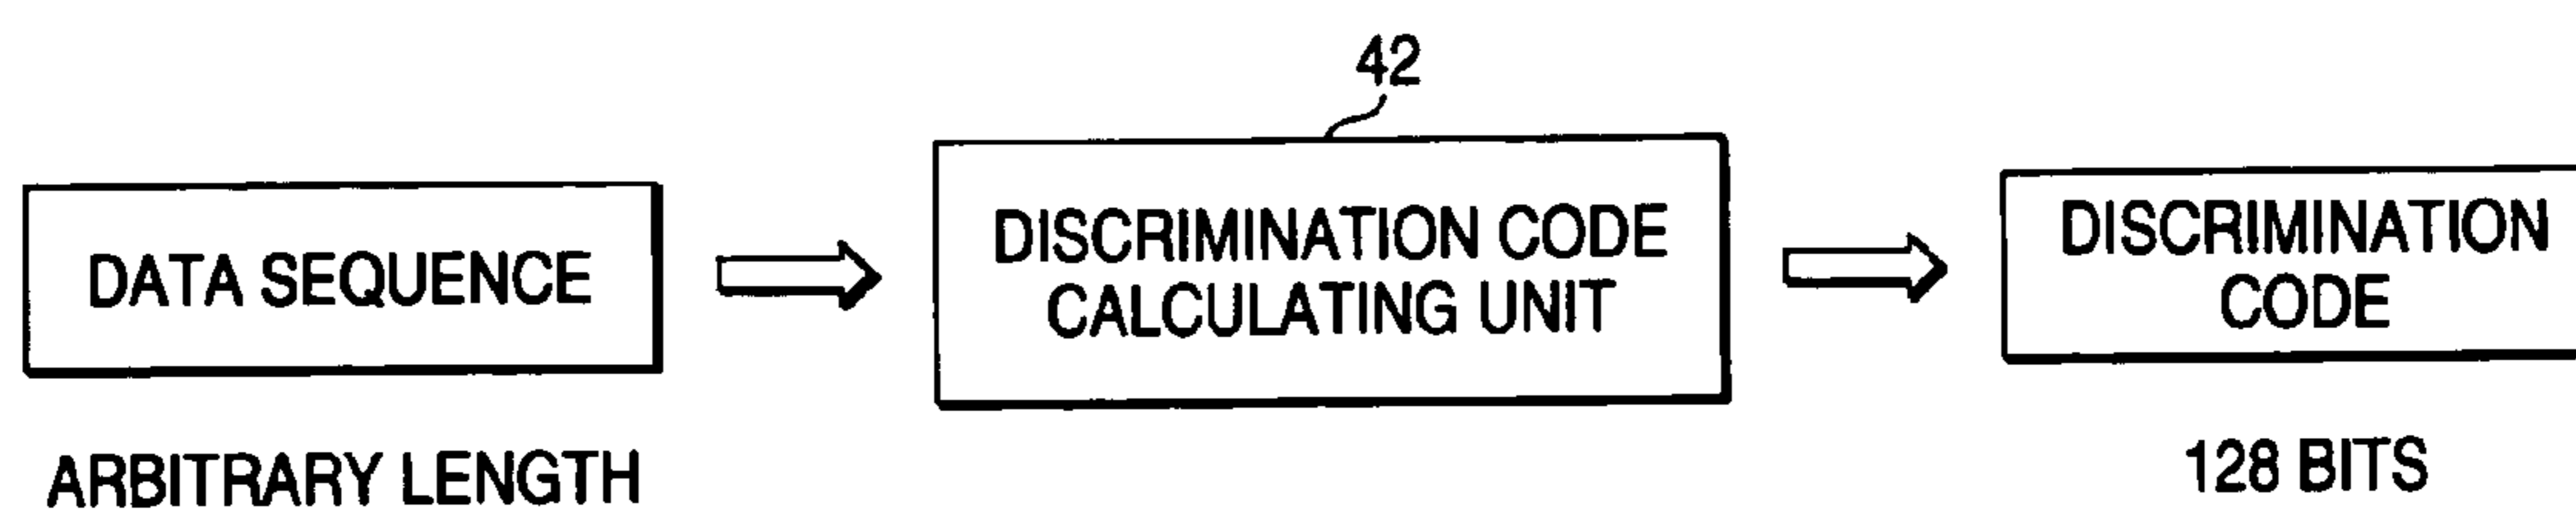 42
DATA SEQUENCE
DISCRIMINATION CODE
CALCULATING UNIT
DISCRIMINATION
CODE
ARBITRARY LENGTH
128 BITS